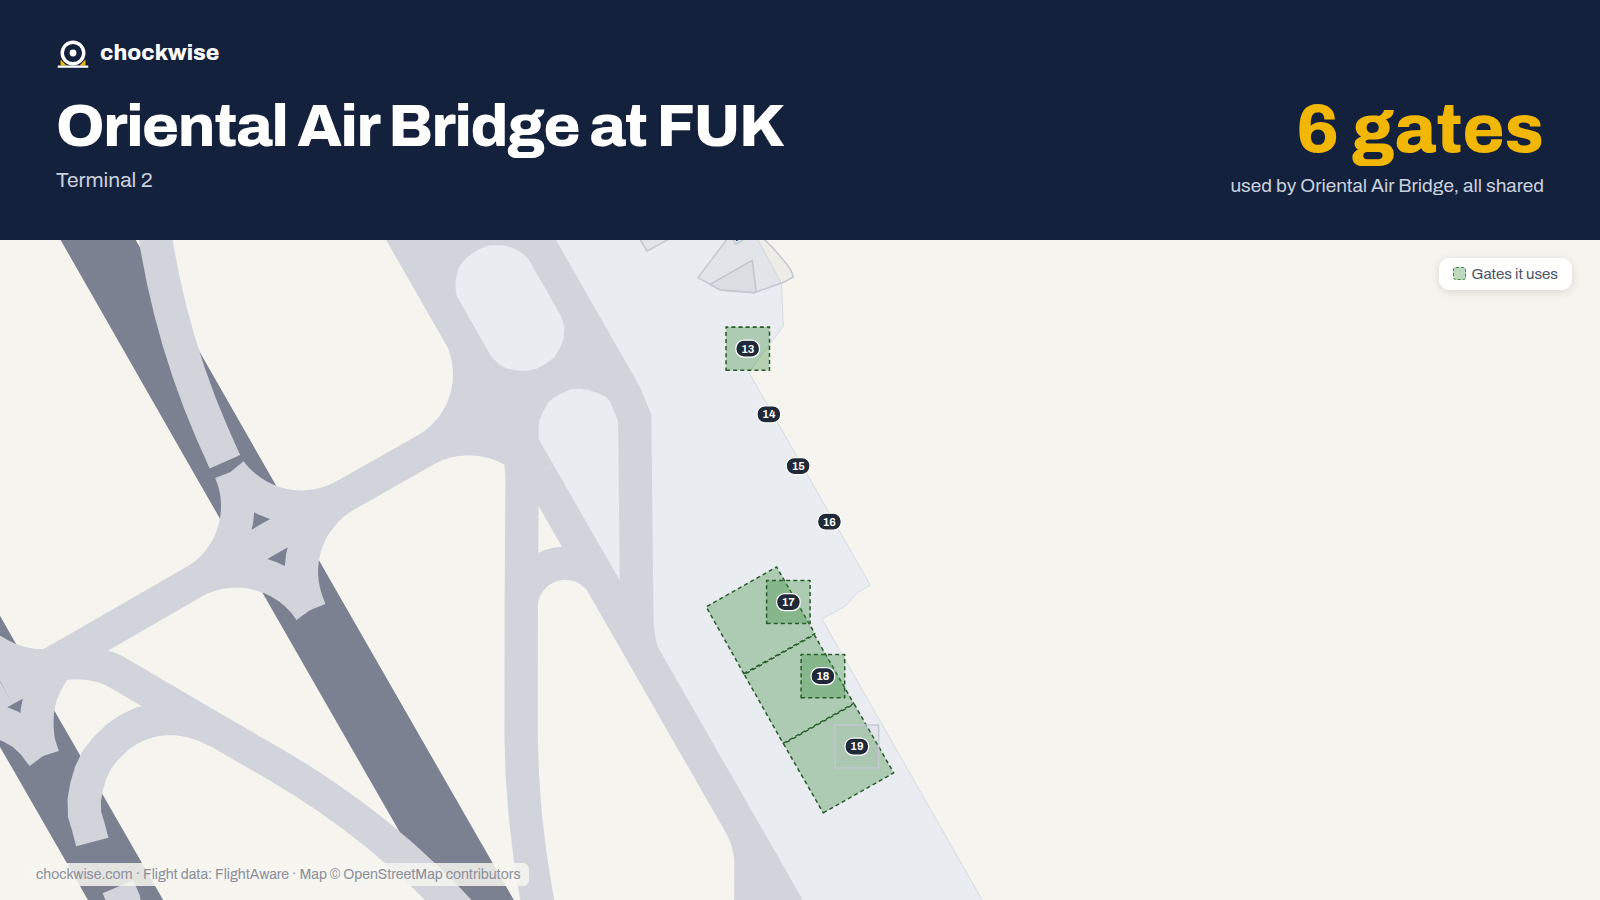 chockwise
Oriental Air Bridge at FUK
Terminal 2
6 gates
used by Oriental Air Bridge, all shared
Gates it uses
13
14
15
16
17
18
19
chockwise.com · Flight data: FlightAware · Map © OpenStreetMap contributors